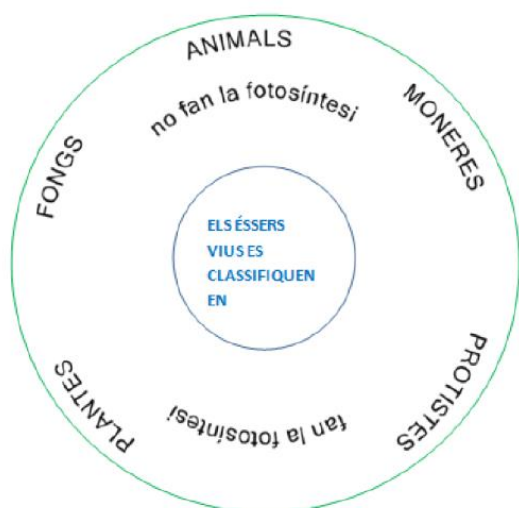 ANIMALS
no fan la fotosíntesi
MONERES
FONGS
ELS ÉSSERS
VIUS ES
CLASSIFIQUEN
EN
PLANTES
fan la fotosíntesi
PROTISTES